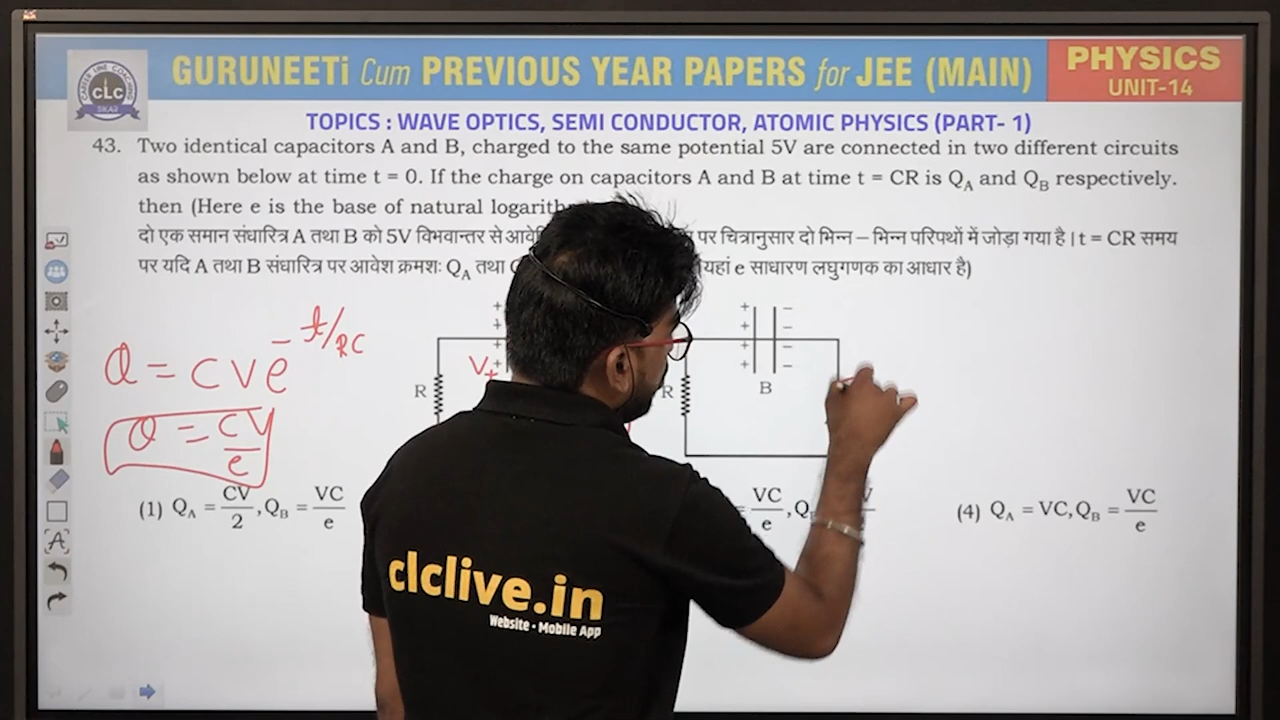 GURUNEETi Cum PREVIOUS YEAR PAPERS for JEE (MAIN)
PHYSICS
UNIT-14
CLC
SIKAR
TOPICS : WAVE OPTICS, SEMI CONDUCTOR, ATOMIC PHYSICS (PART- 1)
43. Two identical capacitors A and B, charged to the same potential 5V are connected in two different circuits
as shown below at time t = 0. If the charge on capacitors A and B at time t = CR is Q_A and Q_B respectively.
then (Here e is the base of natural
दो एक समान संधारित्र A तथा B को 5V विभवान्तर से पर चित्रानुसार दो भिन्न – भिन्न परिपथों में जोड़ा गया है। t = CR समय
पर यदि A तथा B संधारित्र पर आवेश क्रमशः Q_A तथा यहां e साधारण लघुगणक का आधार है)
Q = CVe^-t/RC
Q = CV/e
V
+
R
+ + + +
R
+ + + + - - - -
B
(1) Q_A = CV/2, Q_B = VC/e
VC/e
(4) Q_A = VC, Q_B = VC/e
clclive.in
Website • Mobile App